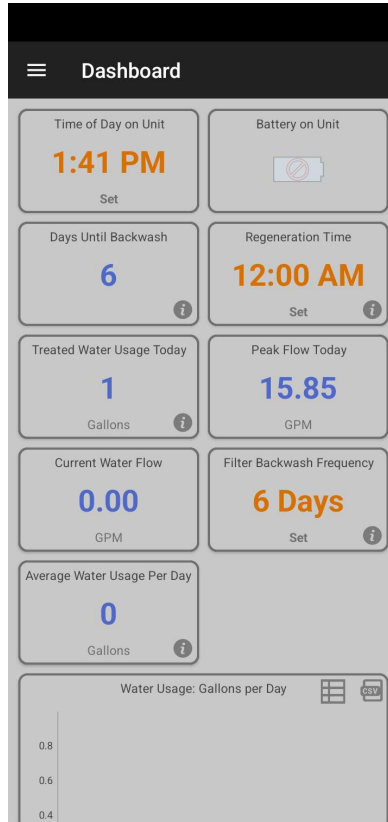 Dashboard
Time of Day on Unit
1:41 PM
Set
Battery on Unit
Days Until Backwash
6
Regeneration Time
12:00 AM
Set
Treated Water Usage Today
1
Gallons
Peak Flow Today
15.85
GPM
Current Water Flow
0.00
GPM
Filter Backwash Frequency
6 Days
Set
Average Water Usage Per Day
0
Gallons
Water Usage: Gallons per Day
CSV
0.8
0.6
0.4